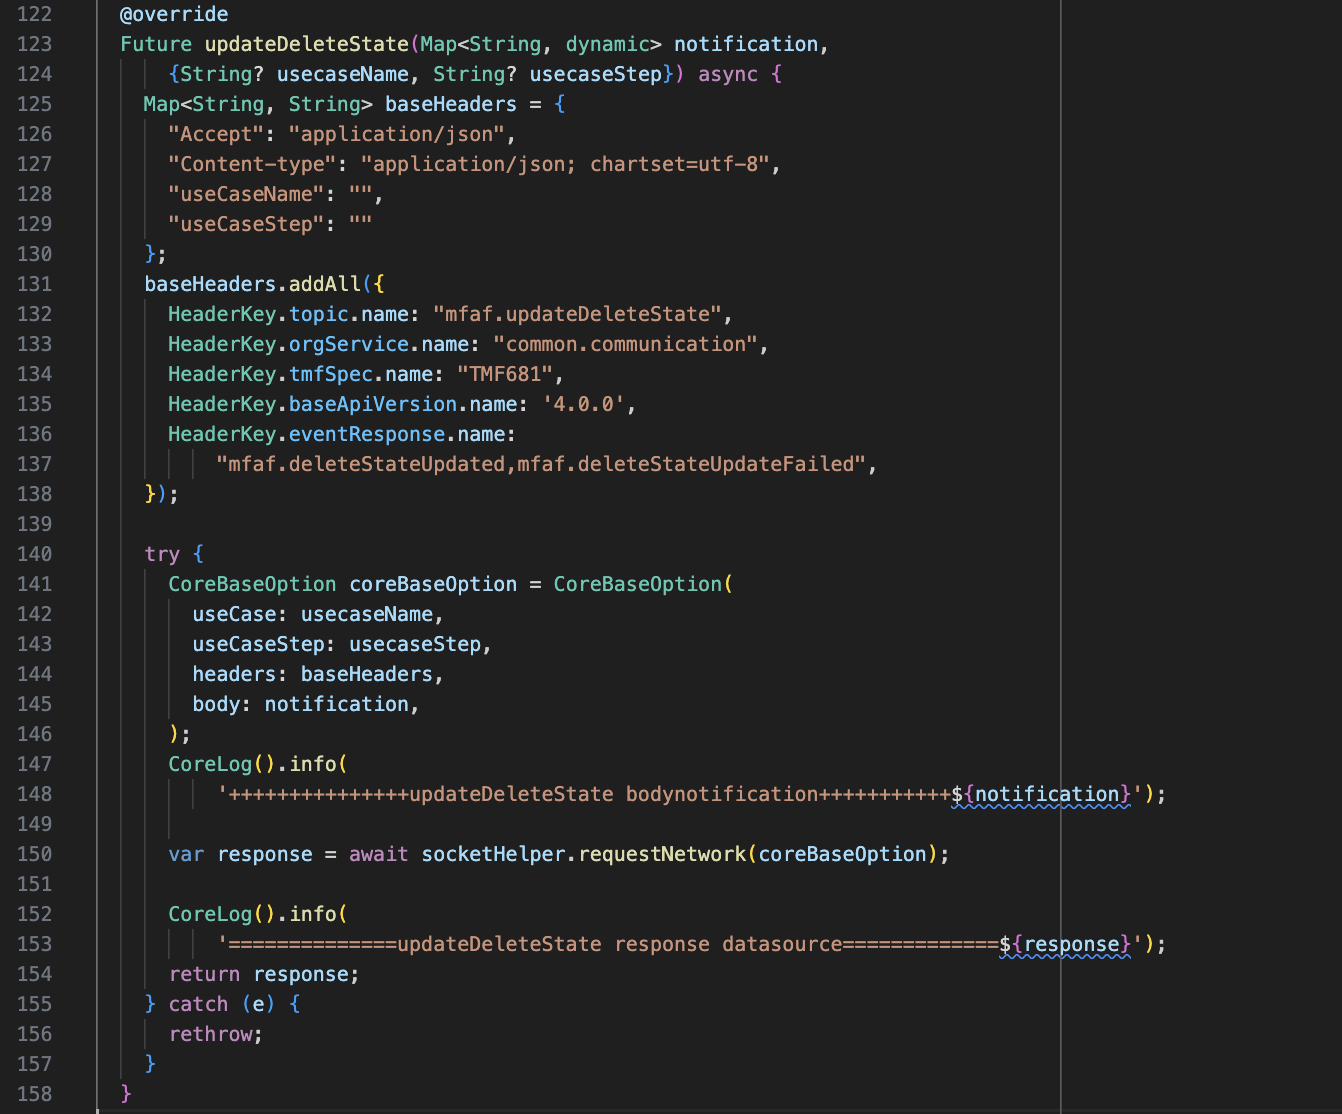 122 @override
123 Future updateDeleteState(Map<String, dynamic> notification,
124 {String? usecaseName, String? usecaseStep}) async {
125 Map<String, String> baseHeaders = {
126 "Accept": "application/json",
127 "Content-type": "application/json; chartset=utf-8",
128 "useCaseName": "",
129 "useCaseStep": ""
130 };
131 baseHeaders.addAll({
132 HeaderKey.topic.name: "mfaf.updateDeleteState",
133 HeaderKey.orgService.name: "common.communication",
134 HeaderKey.tmfSpec.name: "TMF681",
135 HeaderKey.baseApiVersion.name: '4.0.0',
136 HeaderKey.eventResponse.name:
137 "mfaf.deleteStateUpdated,mfaf.deleteStateUpdateFailed",
138 });
139
140 try {
141 CoreBaseOption coreBaseOption = CoreBaseOption(
142 useCase: usecaseName,
143 useCaseStep: usecaseStep,
144 headers: baseHeaders,
145 body: notification,
146 );
147 CoreLog().info(
148 '+++++++++++++++updateDeleteState bodynotification+++++++++++${notification}');
149
150 var response = await socketHelper.requestNetwork(coreBaseOption);
151
152 CoreLog().info(
153 '==============updateDeleteState response datasource=============${response}');
154 return response;
155 } catch (e) {
156 rethrow;
157 }
158 }